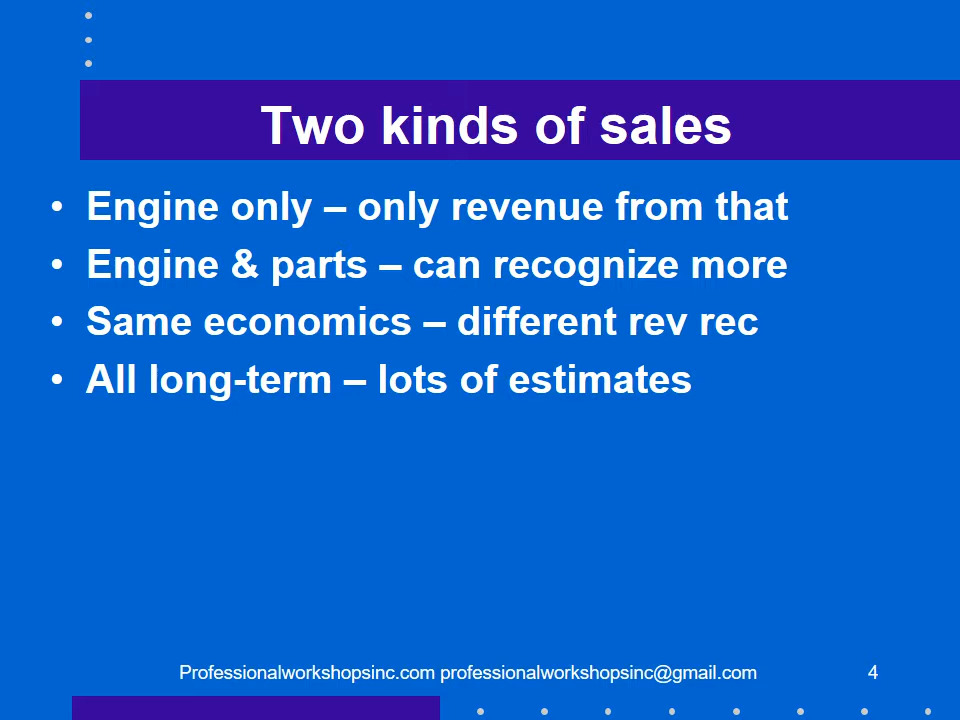 Two kinds of sales
• Engine only – only revenue from that
• Engine & parts – can recognize more
• Same economics – different rev rec
• All long-term – lots of estimates
Professionalworkshopsinc.com professionalworkshopsinc@gmail.com 4